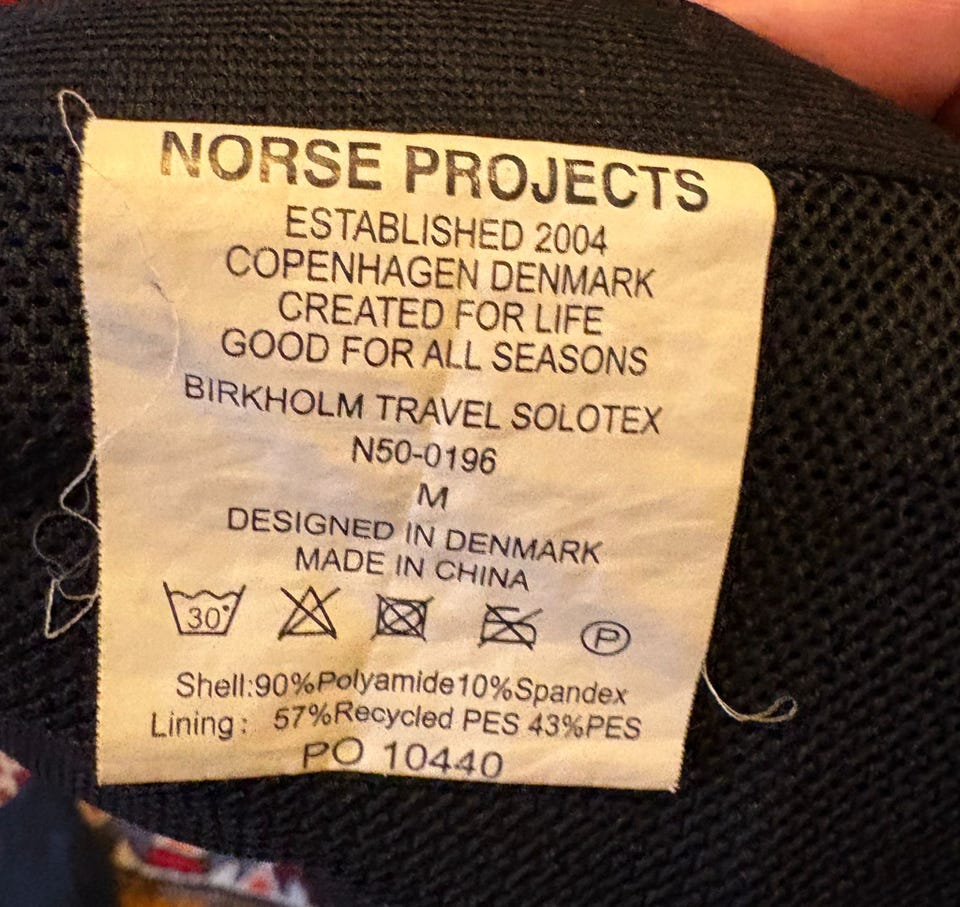 NORSE PROJECTS
ESTABLISHED 2004
COPENHAGEN DENMARK
CREATED FOR LIFE
GOOD FOR ALL SEASONS
BIRKHOLM TRAVEL SOLOTEX
N50-0196
M
DESIGNED IN DENMARK
MADE IN CHINA
30° P
Shell:90%Polyamide10%Spandex
Lining: 57%Recycled PES 43%PES
PO 10440